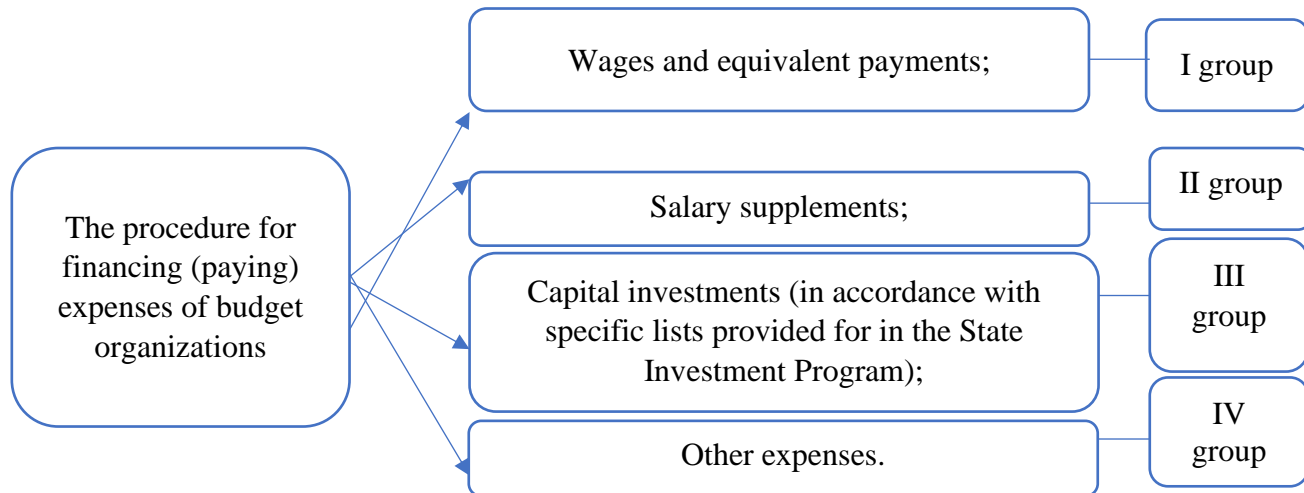 Wages and equivalent payments;
I group
The procedure for
financing (paying)
expenses of budget
organizations
Salary supplements;
II group
Capital investments (in accordance with
specific lists provided for in the State
Investment Program);
III
group
Other expenses.
IV
group